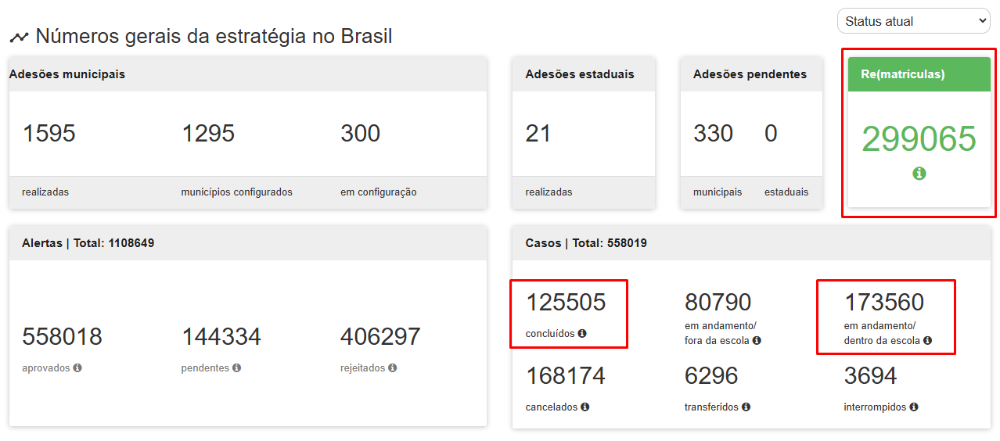 Números gerais da estratégia no Brasil
Status atual
Adesões municipais
1595 1295 300
realizadas municípios configurados em configuração
Adesões estaduais
21
realizadas
Adesões pendentes
330 0
municipais estaduais
Re(matrículas)
299065
Alertas | Total: 1108649
558018 144334 406297
aprovados pendentes rejeitados
Casos | Total: 558019
125505
concluídos
80790
em andamento/
fora da escola
173560
em andamento/
dentro da escola
168174
cancelados
6296
transferidos
3694
interrompidos